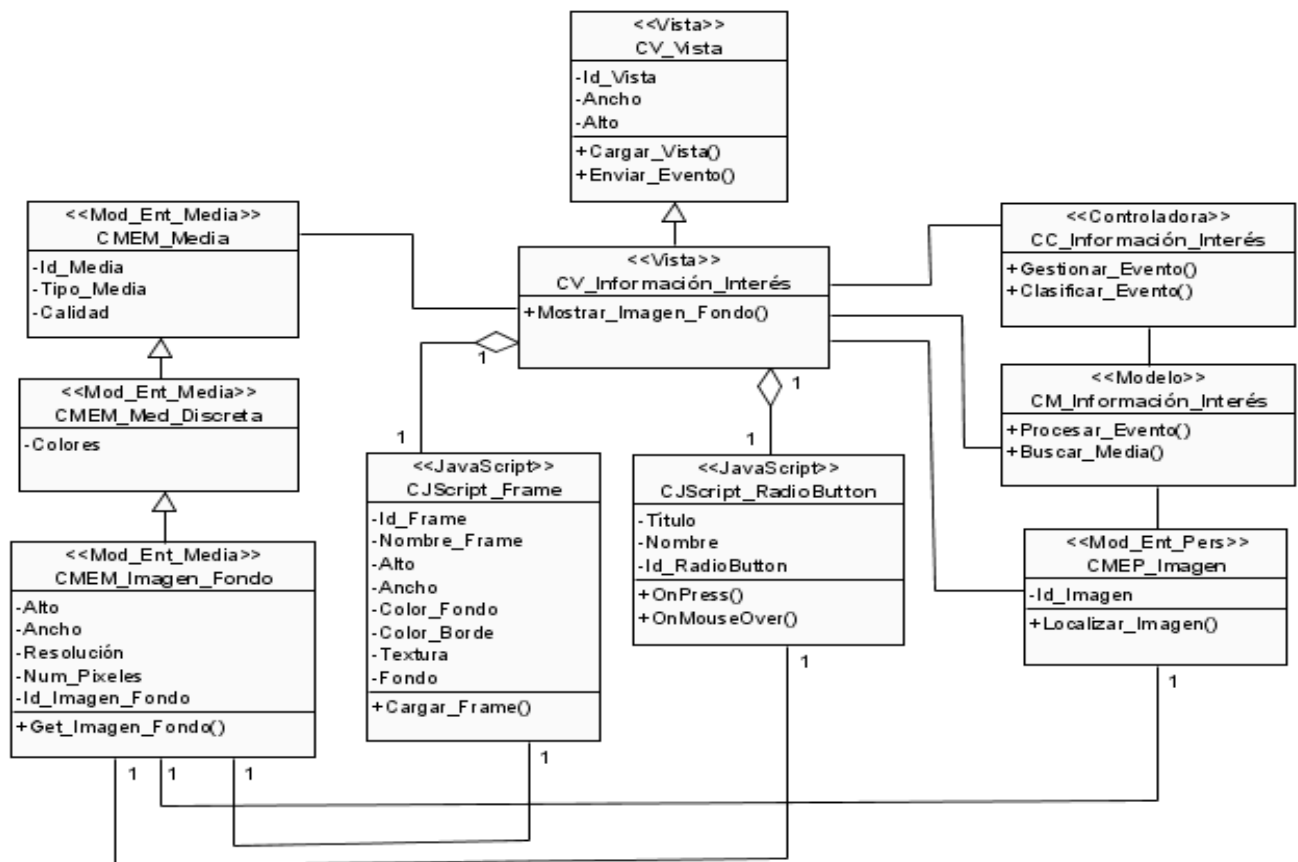 <<Vista>>
CV_Vista
-Id_Vista
-Ancho
-Alto
+Cargar_Vista()
+Enviar_Evento()
<<Mod_Ent_Media>>
CMEM_Media
-Id_Media
-Tipo_Media
-Calidad
<<Vista>>
CV_Información_Interés
+Mostrar_Imagen_Fondo()
1
1
<<Controladora>>
CC_Información_Interés
+Gestionar_Evento()
+Clasificar_Evento()
<<Mod_Ent_Media>>
CMEM_Med_Discreta
-Colores
<<Modelo>>
CM_Información_Interés
+Procesar_Evento()
+Buscar_Media()
1
<<JavaScript>>
CJScript_Frame
-Id_Frame
-Nombre_Frame
-Alto
-Ancho
-Color_Fondo
-Color_Borde
-Textura
-Fondo
+Cargar_Frame()
1
1
<<JavaScript>>
CJScript_RadioButton
-Título
-Nombre
-Id_RadioButton
+OnPress()
+OnMouseOver()
1
<<Mod_Ent_Pers>>
CMEP_Imagen
-Id_Imagen
+Localizar_Imagen()
1
<<Mod_Ent_Media>>
CMEM_Imagen_Fondo
-Alto
-Ancho
-Resolución
-Num_Pixeles
-Id_Imagen_Fondo
+Get_Imagen_Fondo()
1 1 1